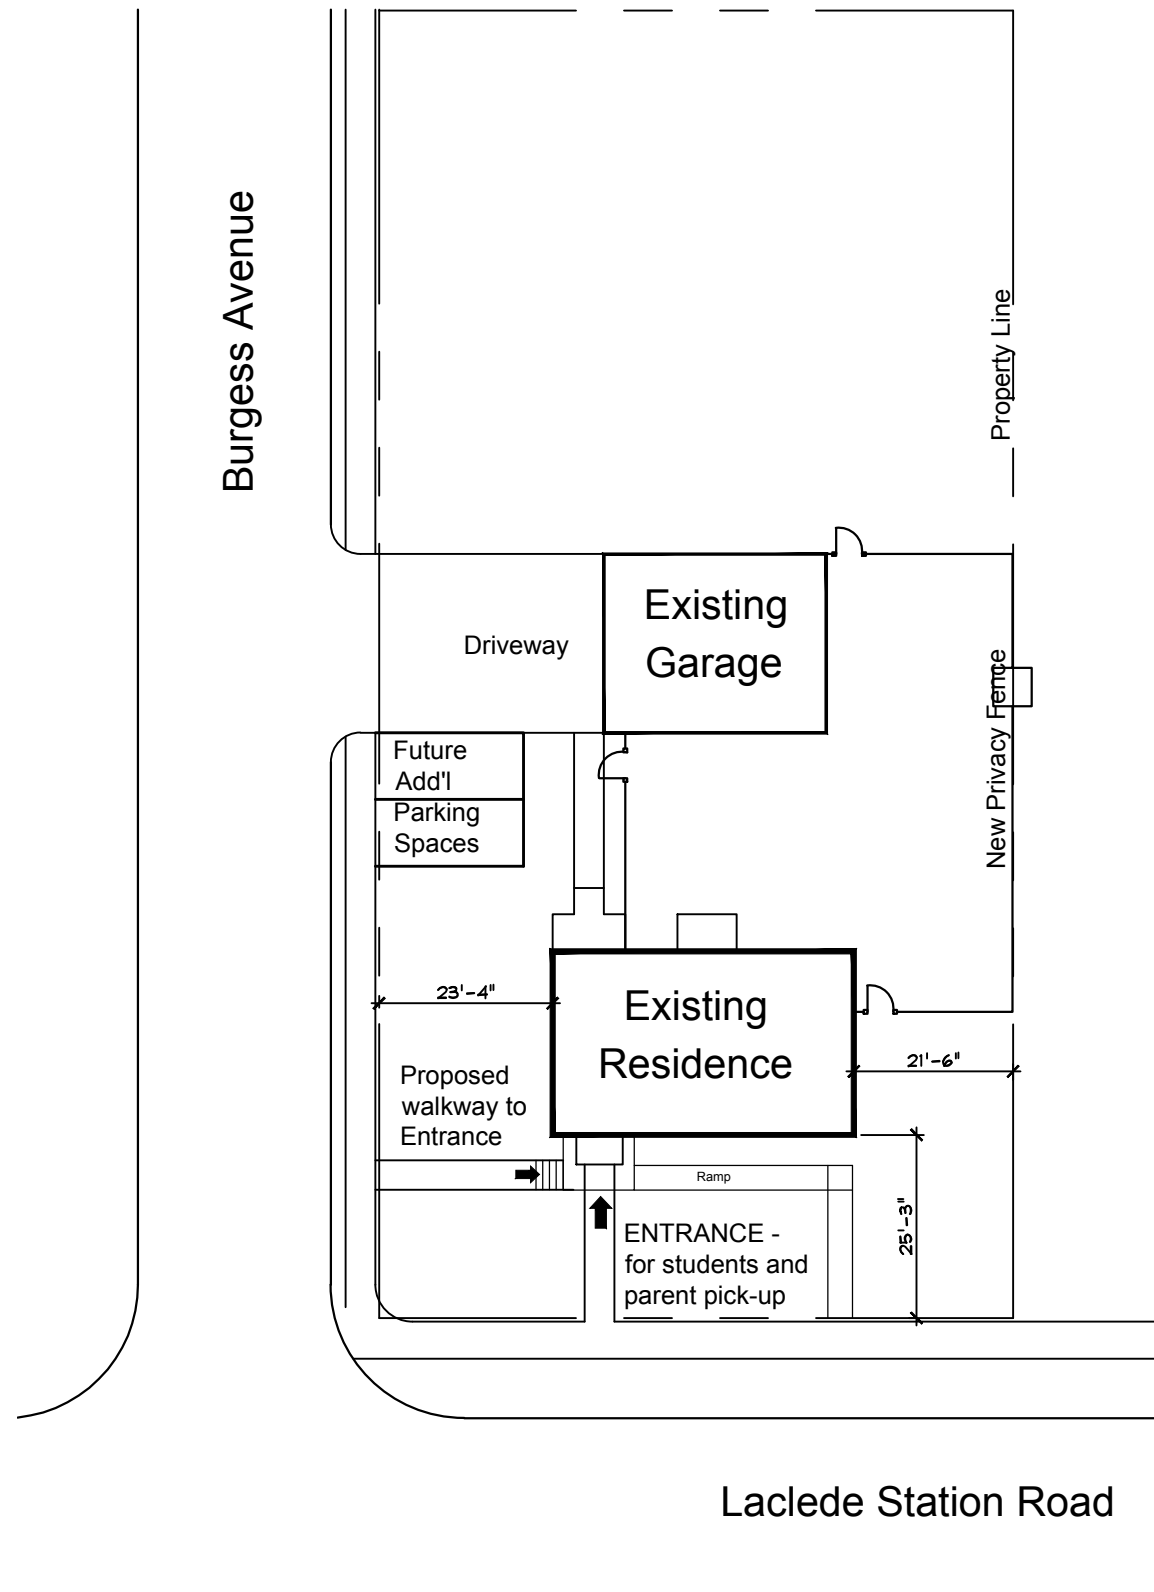 Burgess Avenue
Property Line
Existing
Garage
Driveway
New Privacy Fence
Future
Add'l
Parking
Spaces
23'-4"
Existing
Residence
21'-6"
Proposed
walkway to
Entrance
Ramp
25'-3"
ENTRANCE -
for students and
parent pick-up
Laclede Station Road